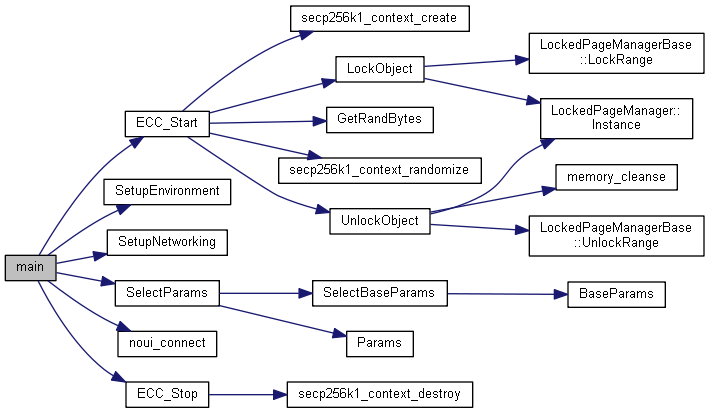 secp256k1_context_create
LockedPageManagerBase
::LockRange
LockObject
LockedPageManager::
Instance
ECC_Start
GetRandBytes
secp256k1_context_randomize
memory_cleanse
SetupEnvironment
UnlockObject
LockedPageManagerBase
::UnlockRange
SetupNetworking
main
SelectParams
SelectBaseParams
BaseParams
noui_connect
Params
ECC_Stop
secp256k1_context_destroy